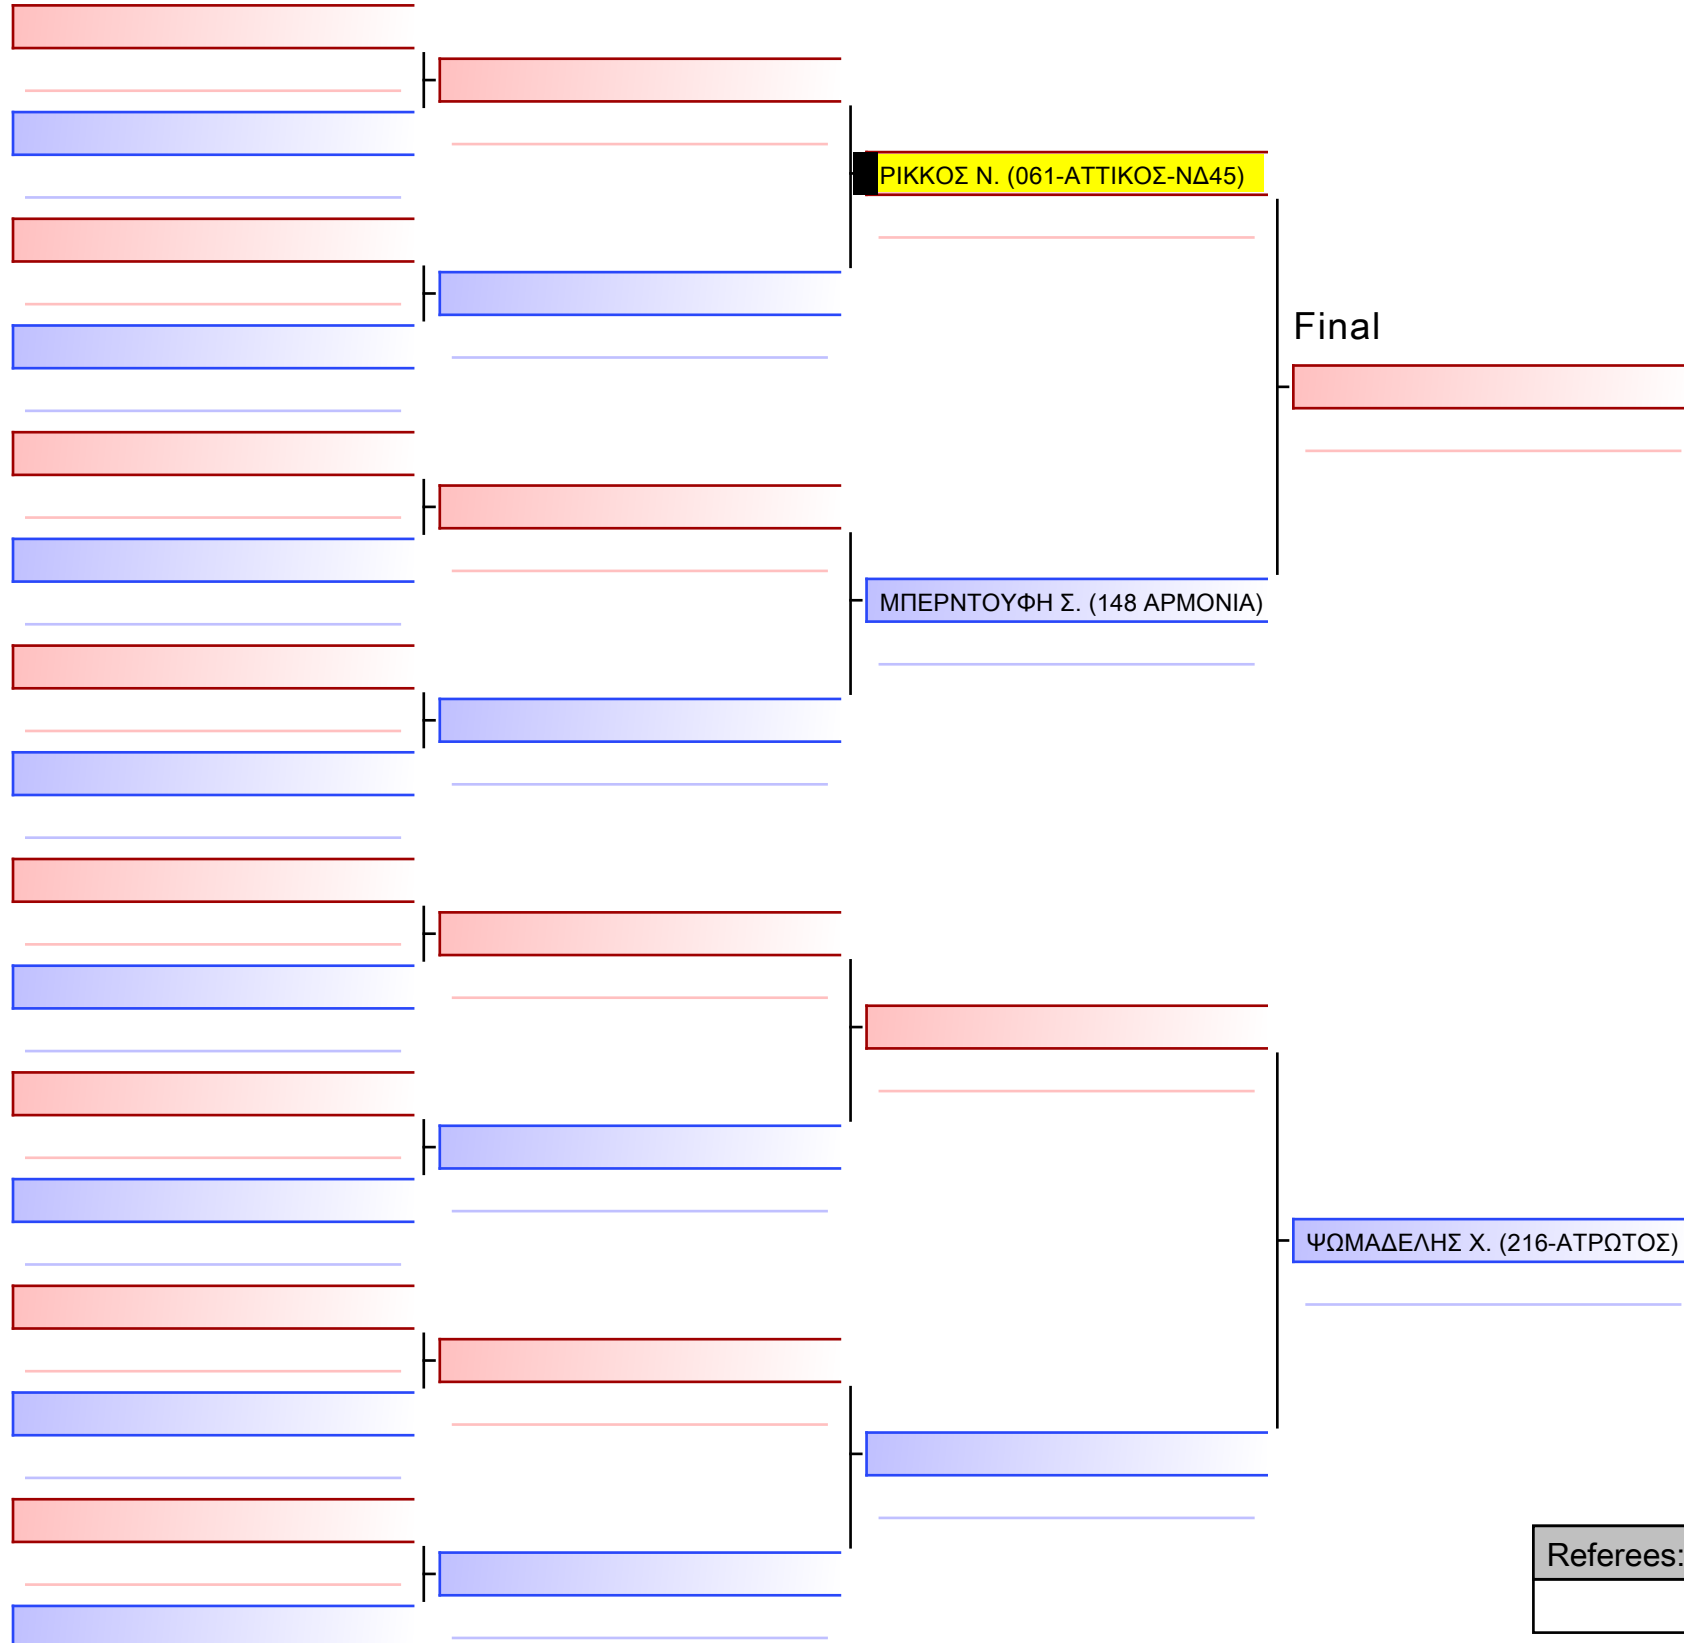 ΡΙΚΚΟΣ Ν. (061-ΑΤΤΙΚΟΣ-ΝΔ45)
Final
ΜΠΕΡΝΤΟΥΦΗ Σ. (148 ΑΡΜΟΝΙΑ)
ΨΩΜΑΔΕΛΗΣ Χ. (216-ΑΤΡΩΤΟΣ)
Referees: